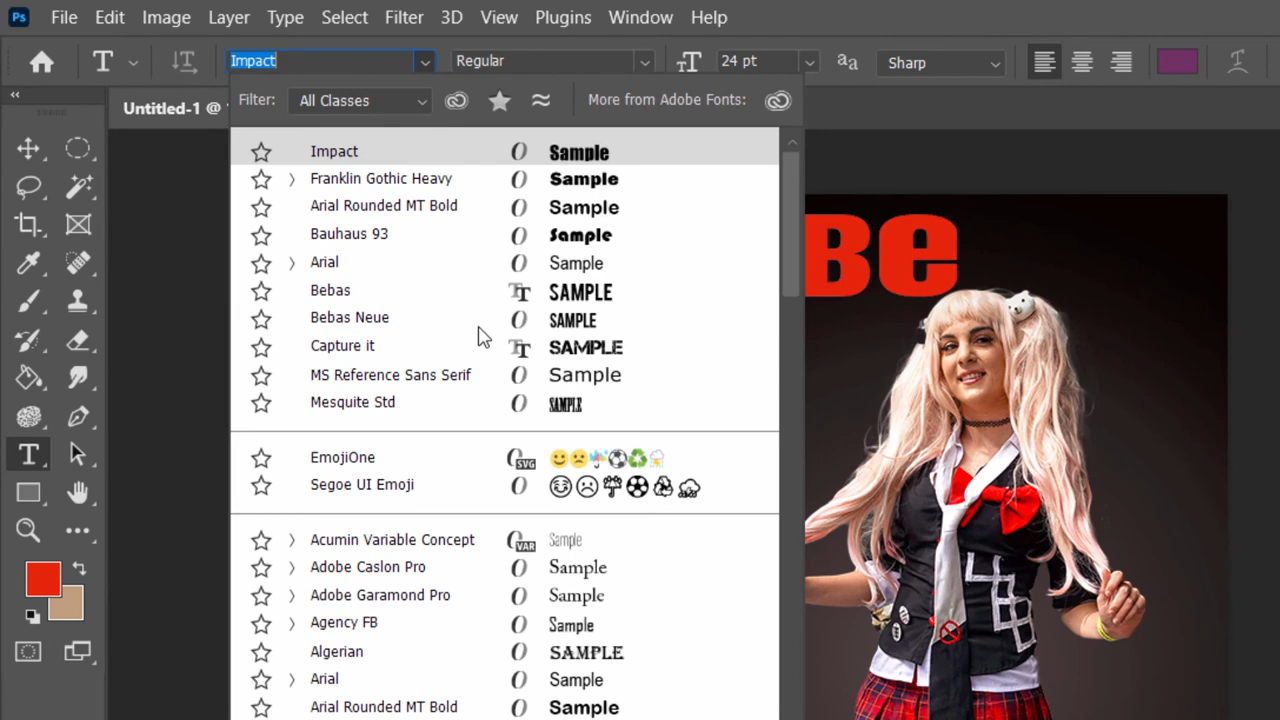 Ps File Edit Image Layer Type Select Filter 3D View Plugins Window Help
T Impact Regular 24 pt aa Sharp
Filter: All Classes More from Adobe Fonts:
Untitled-1 @
Impact Sample
Franklin Gothic Heavy Sample
Arial Rounded MT Bold Sample
Bauhaus 93 Sample
Arial Sample
Bebas SAMPLE
Bebas Neue SAMPLE
Capture it SAMPLE
MS Reference Sans Serif Sample
Mesquite Std SAMPLE
EmojiOne SVG
Segoe UI Emoji
Acumin Variable Concept VAR Sample
Adobe Caslon Pro Sample
Adobe Garamond Pro Sample
Agency FB Sample
Algerian SAMPLE
Arial Sample
Arial Rounded MT Bold Sample
Be